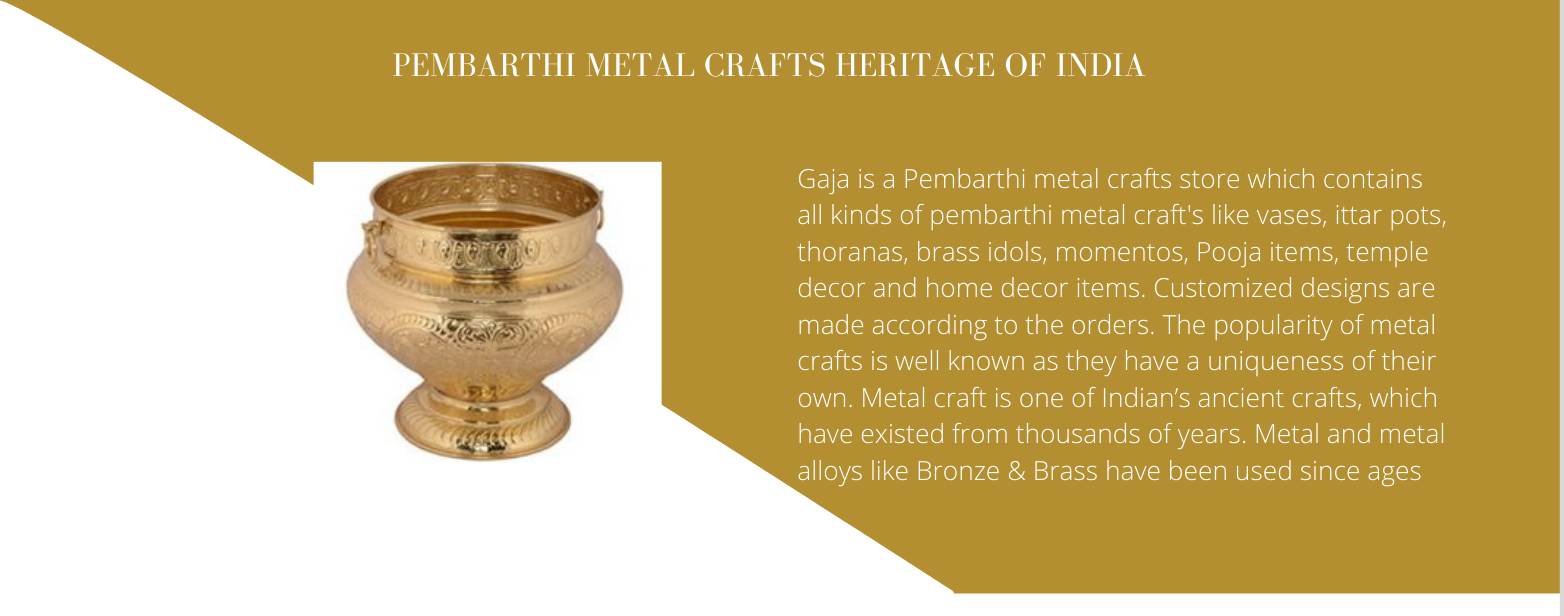 PEMBARTHI METAL CRAFTS HERITAGE OF INDIA
Gaja is a Pembarthi metal crafts store which contains
all kinds of pembarthi metal craft's like vases, ittar pots,
thoranas, brass idols, momentos, Pooja items, temple
decor and home decor items. Customized designs are
made according to the orders. The popularity of metal
crafts is well known as they have a uniqueness of their
own. Metal craft is one of Indian’s ancient crafts, which
have existed from thousands of years. Metal and metal
alloys like Bronze & Brass have been used since ages